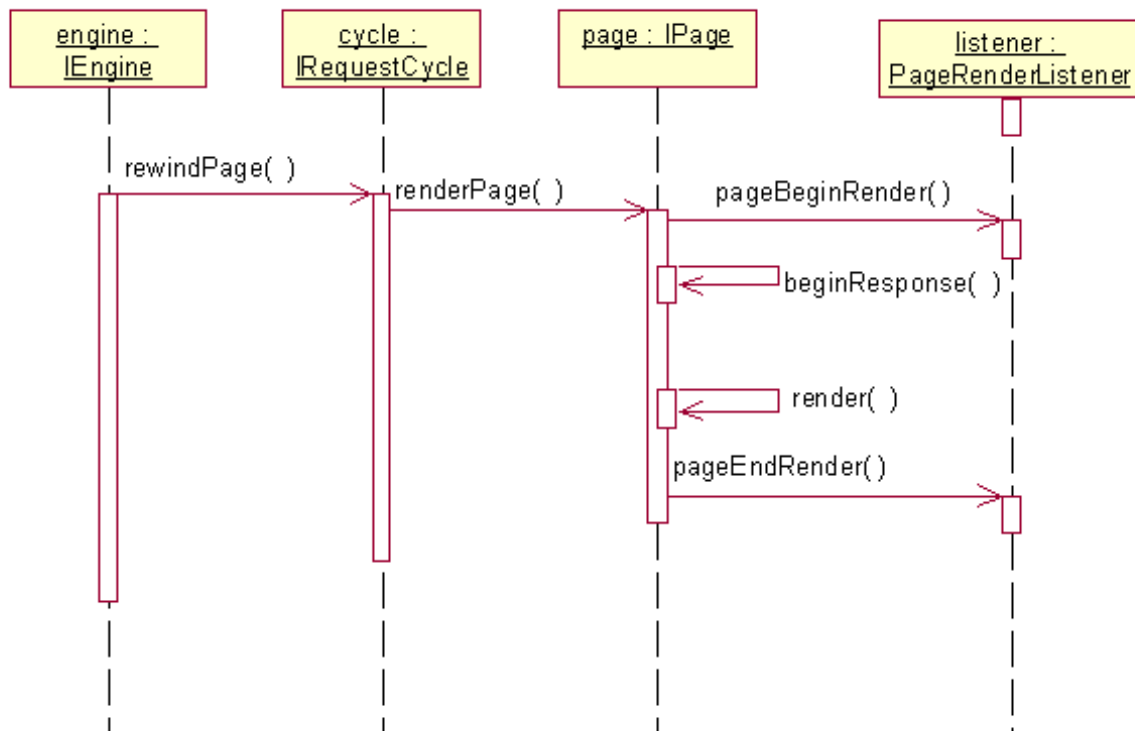 engine :
IEngine
cycle :
IRequestCycle
page : IPage
listener :
PageRenderListener
rewindPage( )
renderPage( )
pageBeginRender()
beginResponse( )
render( )
pageEndRender()